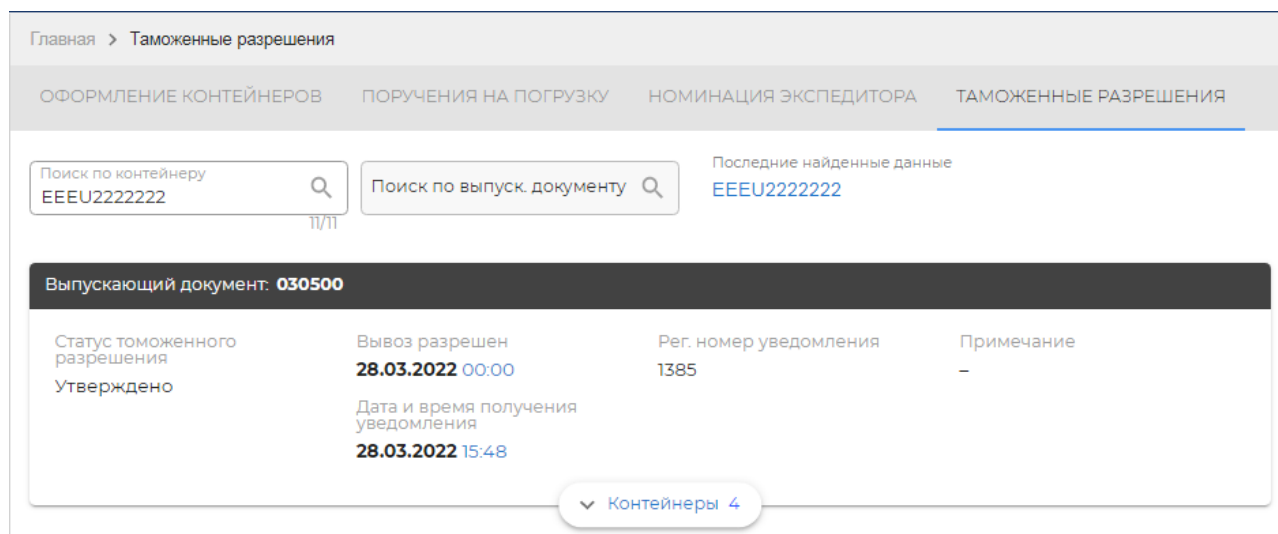 Главная > Таможенные разрешения
ОФОРМЛЕНИЕ КОНТЕЙНЕРОВ ПОРУЧЕНИЯ НА ПОГРУЗКУ НОМИНАЦИЯ ЭКСПЕДИТОРА ТАМОЖЕННЫЕ РАЗРЕШЕНИЯ
Поиск по контейнеру
EEEU2222222
11/11
Поиск по выпуск. документу
Последние найденные данные
EEEU2222222
Выпускающий документ: 030500
Статус томоженного
разрешения
Утверждено
Вывоз разрешен
28.03.2022 00:00
Дата и время получения
уведомления
28.03.2022 15:48
Рег. номер уведомления
1385
Примечание
–
Контейнеры 4